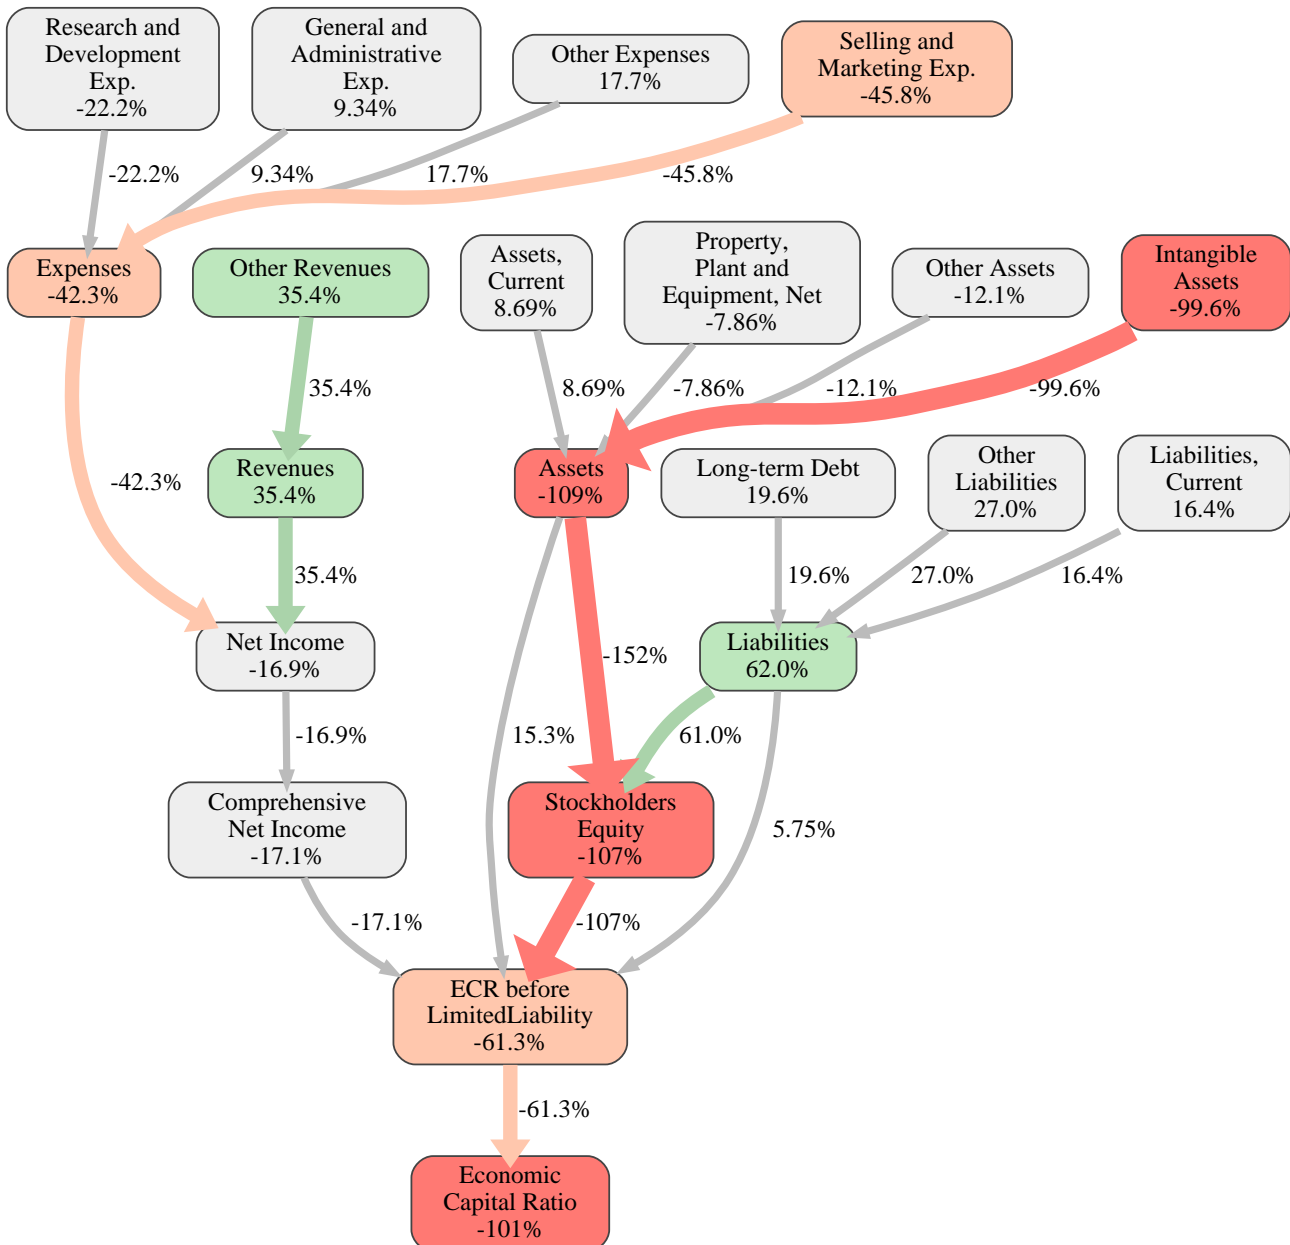 Research and
Development
Exp.
-22.2%
General and
Administrative
Exp.
9.34%
Other Expenses
17.7%
Selling and
Marketing Exp.
-45.8%
-22.2%
9.34%
17.7%
-45.8%
Expenses
-42.3%
Other Revenues
35.4%
Assets,
Current
8.69%
Property,
Plant and
Equipment, Net
-7.86%
Other Assets
-12.1%
Intangible
Assets
-99.6%
35.4%
8.69%
-7.86%
-12.1%
-99.6%
-42.3%
Revenues
35.4%
Assets
-109%
Long-term Debt
19.6%
Other
Liabilities
27.0%
Liabilities,
Current
16.4%
35.4%
19.6%
27.0%
16.4%
Net Income
-16.9%
-152%
Liabilities
62.0%
-16.9%
15.3%
61.0%
Comprehensive
Net Income
-17.1%
Stockholders
Equity
-107%
5.75%
-17.1%
-107%
ECR before
LimitedLiability
-61.3%
-61.3%
Economic
Capital Ratio
-101%